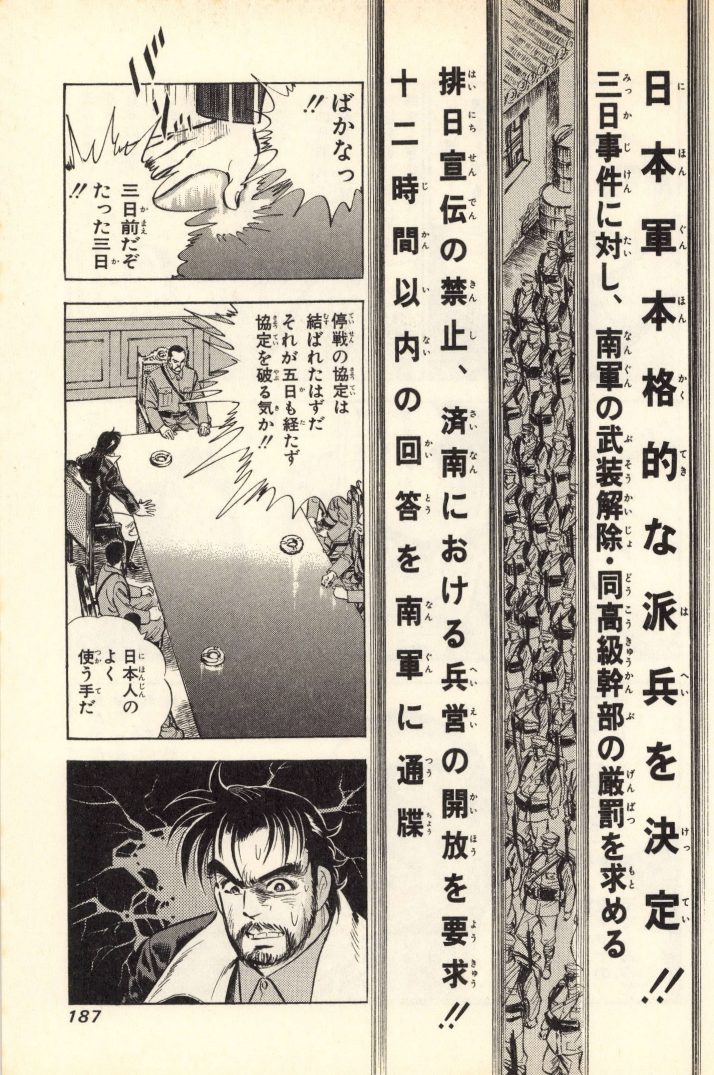 日本軍本格的な派兵を決定!!
三日事件に対し、南軍の武装解除・同高級幹部の厳罰を求める
排日宣伝の禁止、済南における兵営の開放を要求!!
十二時間以内の回答を南軍に通牒
ばかなっ
!!
三日前だぞ
たった三日
!!
停戦の協定は
結ばれたはずだ
それが五日も経たず
協定を破る気か!!
日本人の
よく
使う手だ
187